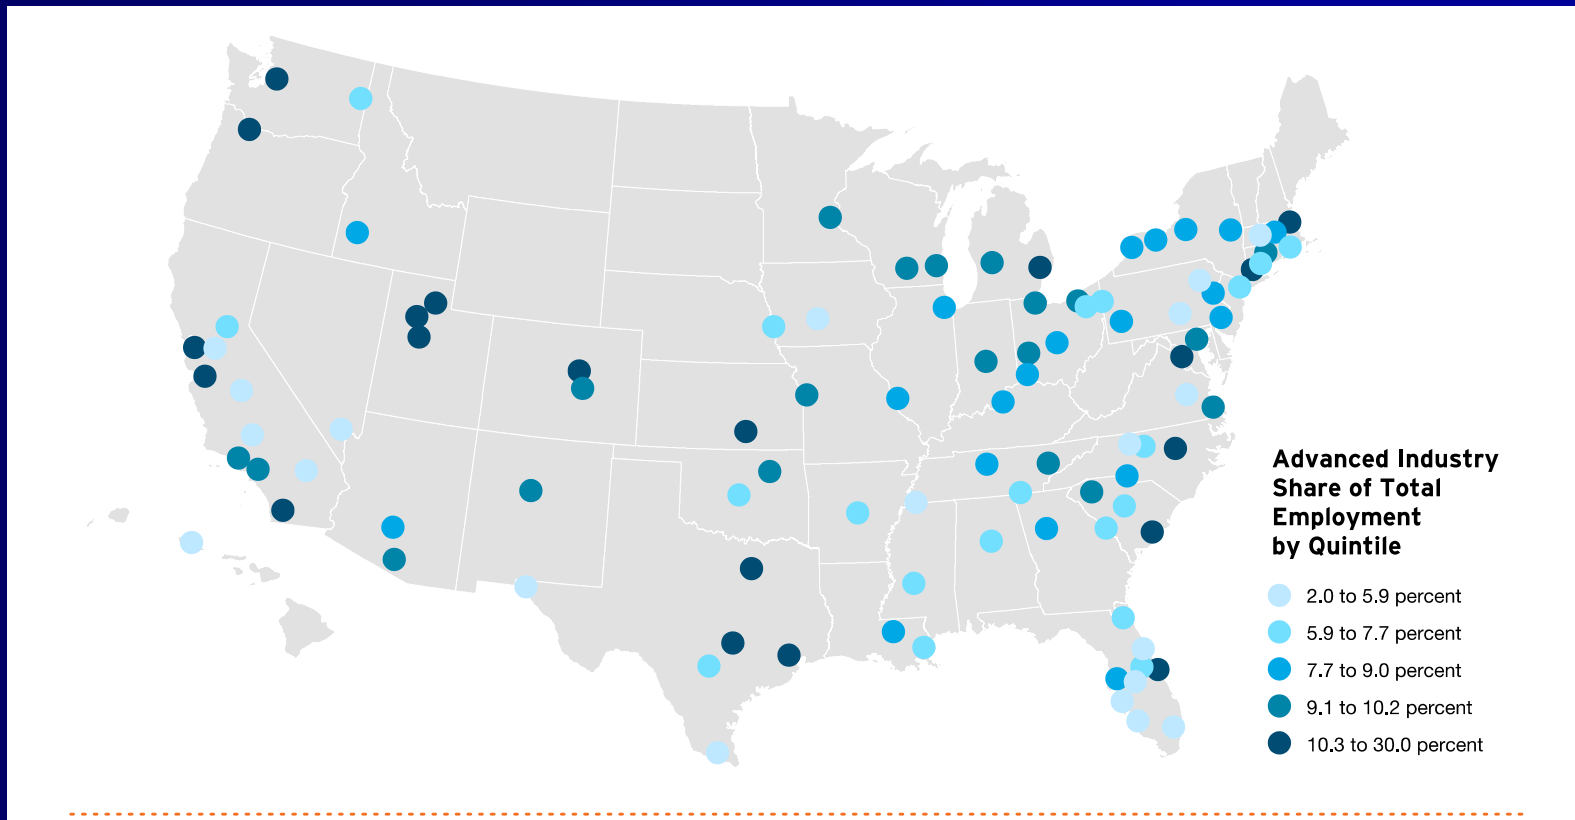 Advanced Industry
Share of Total
Employment
by Quintile
2.0 to 5.9 percent
5.9 to 7.7 percent
7.7 to 9.0 percent
9.1 to 10.2 percent
10.3 to 30.0 percent